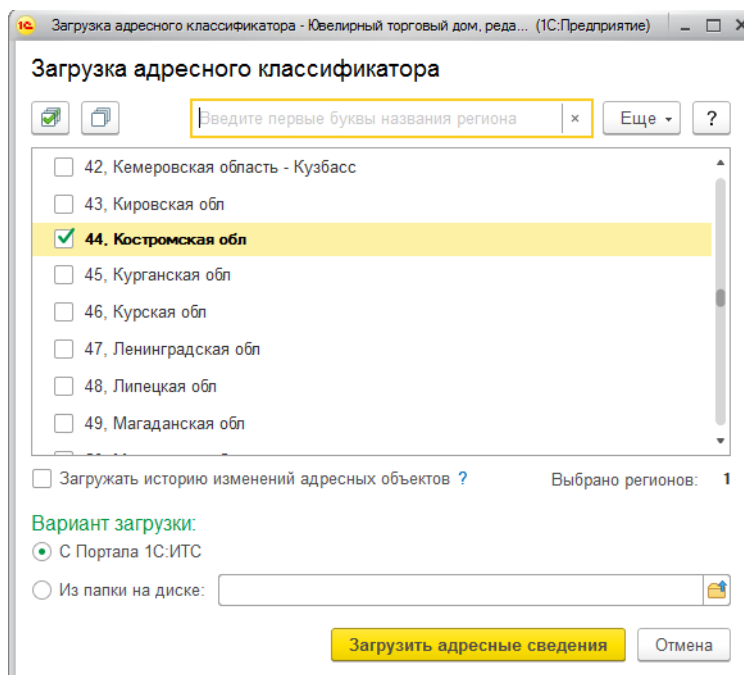 1С Загрузка адресного классификатора - Ювелирный торговый дом, реда... (1С:Предприятие)
Загрузка адресного классификатора
Введите первые буквы названия региона × Еще ?
42, Кемеровская область - Кузбасс
43, Кировская обл
44, Костромская обл
45, Курганская обл
46, Курская обл
47, Ленинградская обл
48, Липецкая обл
49, Магаданская обл
Загружать историю изменений адресных объектов ? Выбрано регионов: 1
Вариант загрузки:
С Портала 1С:ИТС
Из папки на диске:
Загрузить адресные сведения Отмена